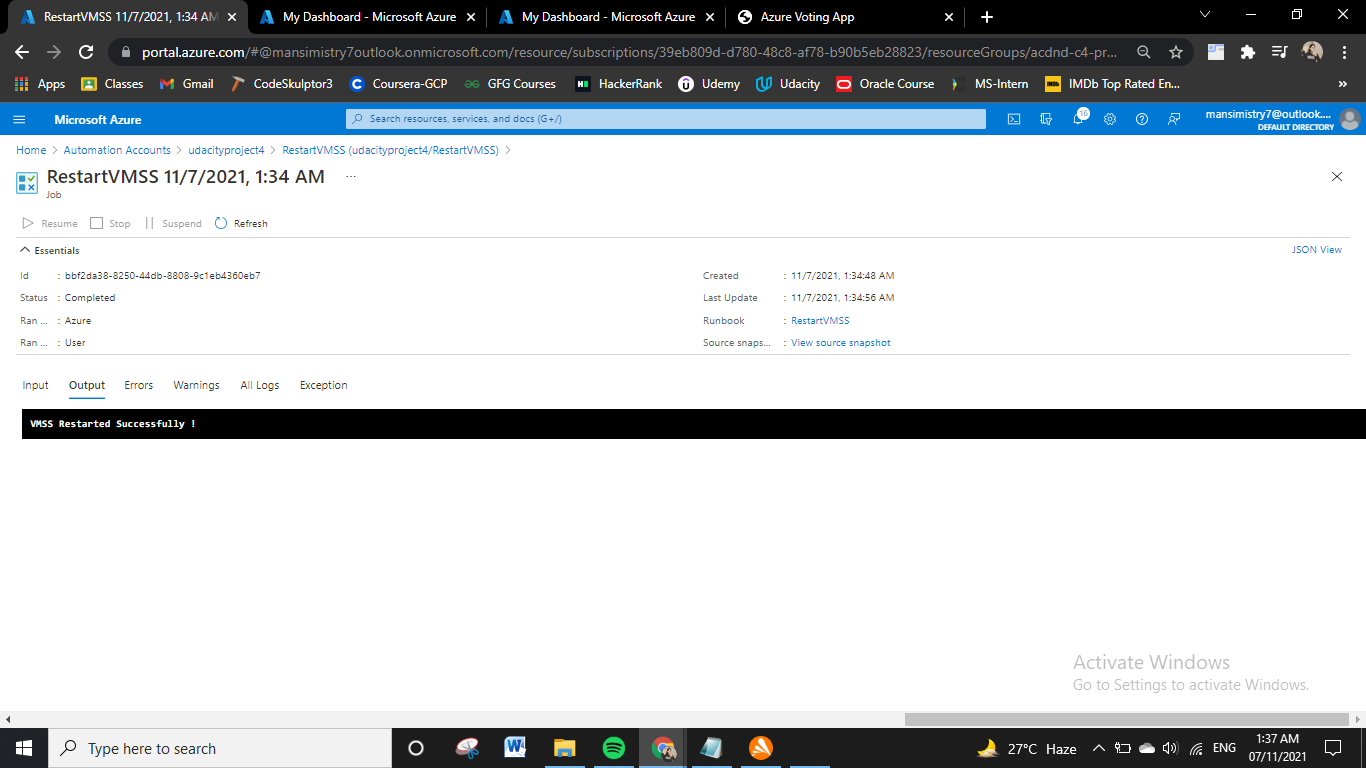 RestartVMSS 11/7/2021, 1:34 AM
My Dashboard - Microsoft Azure
My Dashboard - Microsoft Azure
Azure Voting App
portal.azure.com/#@mansimistry7outlook.onmicrosoft.com/resource/subscriptions/39eb809d-d780-48c8-af78-b90b5eb28823/resourceGroups/acdnd-c4-pr...
Apps
Classes
Gmail
CodeSkulptor3
Coursera-GCP
GFG Courses
HackerRank
Udemy
Udacity
Oracle Course
MS-Intern
IMDb Top Rated En...
»
Microsoft Azure
Search resources, services, and docs (G+/)
16
mansimistry7@outlook....
DEFAULT DIRECTORY
Home > Automation Accounts > udacityproject4 > RestartVMSS (udacityproject4/RestartVMSS) >
RestartVMSS 11/7/2021, 1:34 AM ...
Job
Resume
Stop
Suspend
Refresh
Essentials
JSON View
Id : bbf2da38-8250-44db-8808-9c1eb4360eb7
Status : Completed
Ran ... : Azure
Ran ... : User
Created : 11/7/2021, 1:34:48 AM
Last Update : 11/7/2021, 1:34:56 AM
Runbook : RestartVMSS
Source snaps... : View source snapshot
Input
Output
Errors
Warnings
All Logs
Exception
VMSS Restarted Successfully !
Activate Windows
Go to Settings to activate Windows.
Type here to search
27°C Haze
ENG
1:37 AM
07/11/2021